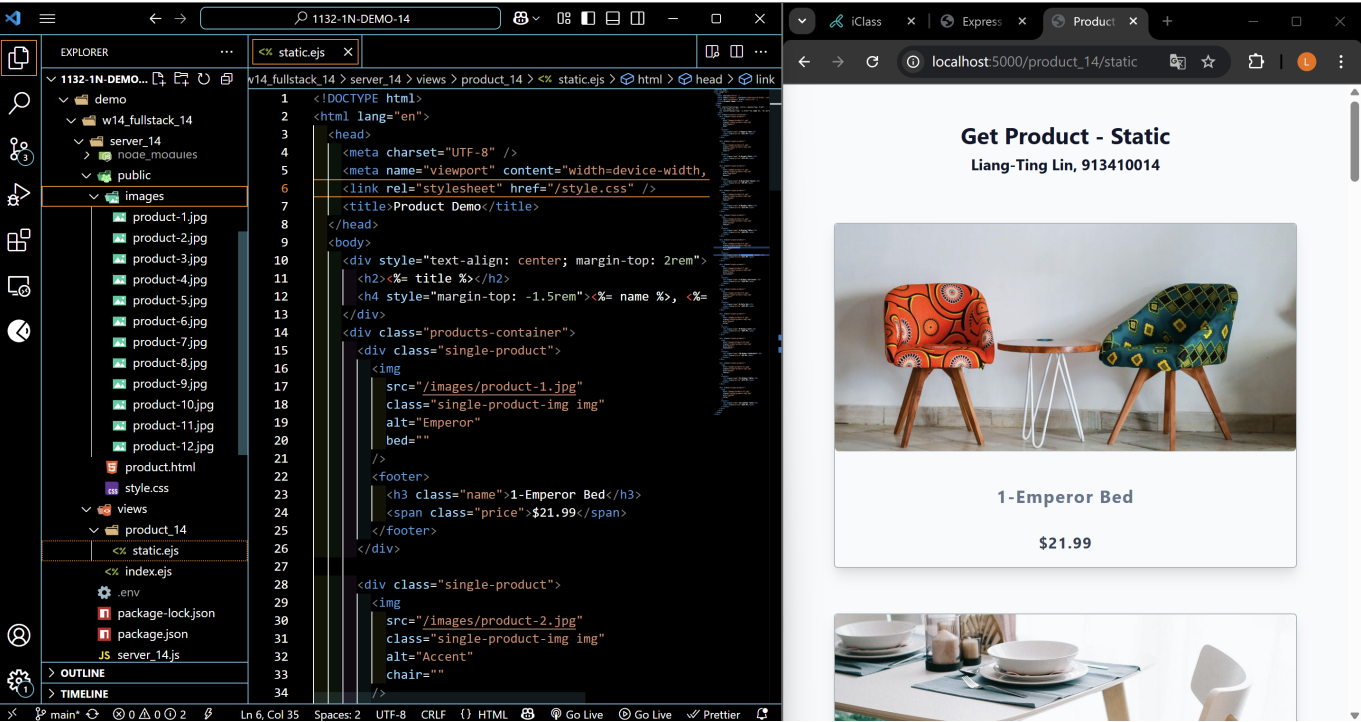 1132-1N-DEMO-14
EXPLORER
1132-1N-DEMO...
demo
w14_fullstack_14
server_14
node_modules
public
images
product-1.jpg
product-2.jpg
product-3.jpg
product-4.jpg
product-5.jpg
product-6.jpg
product-7.jpg
product-8.jpg
product-9.jpg
product-10.jpg
product-11.jpg
product-12.jpg
product.html
style.css
views
product_14
<% static.ejs
<% index.ejs
.env
package-lock.json
package.json
JS server_14.js
OUTLINE
TIMELINE
3
1
<% static.ejs
w14_fullstack_14 > server_14 > views > product_14 > <% static.ejs > html > head > link
1 <!DOCTYPE html>
2 <html lang="en">
3 <head>
4 <meta charset="UTF-8" />
5 <meta name="viewport" content="width=device-width,
6 <link rel="stylesheet" href="/style.css" />
7 <title>Product Demo</title>
8 </head>
9 <body>
10 <div style="text-align: center; margin-top: 2rem">
11 <h2><%= title %></h2>
12 <h4 style="margin-top: -1.5rem"><%= name %>, <%=
13 </div>
14 <div class="products-container">
15 <div class="single-product">
16 <img
17 src="/images/product-1.jpg"
18 class="single-product-img img"
19 alt="Emperor"
20 bed=""
21 />
22 <footer>
23 <h3 class="name">1-Emperor Bed</h3>
24 <span class="price">$21.99</span>
25 </footer>
26 </div>
27
28 <div class="single-product">
29 <img
30 src="/images/product-2.jpg"
31 class="single-product-img img"
32 alt="Accent"
33 chair=""
34 />
main* 0 0 2 Ln 6, Col 35 Spaces: 2 UTF-8 CRLF {} HTML Go Live Go Live Prettier
iClass
Express
Product
localhost:5000/product_14/static
L
Get Product - Static
Liang-Ting Lin, 913410014
1-Emperor Bed
$21.99